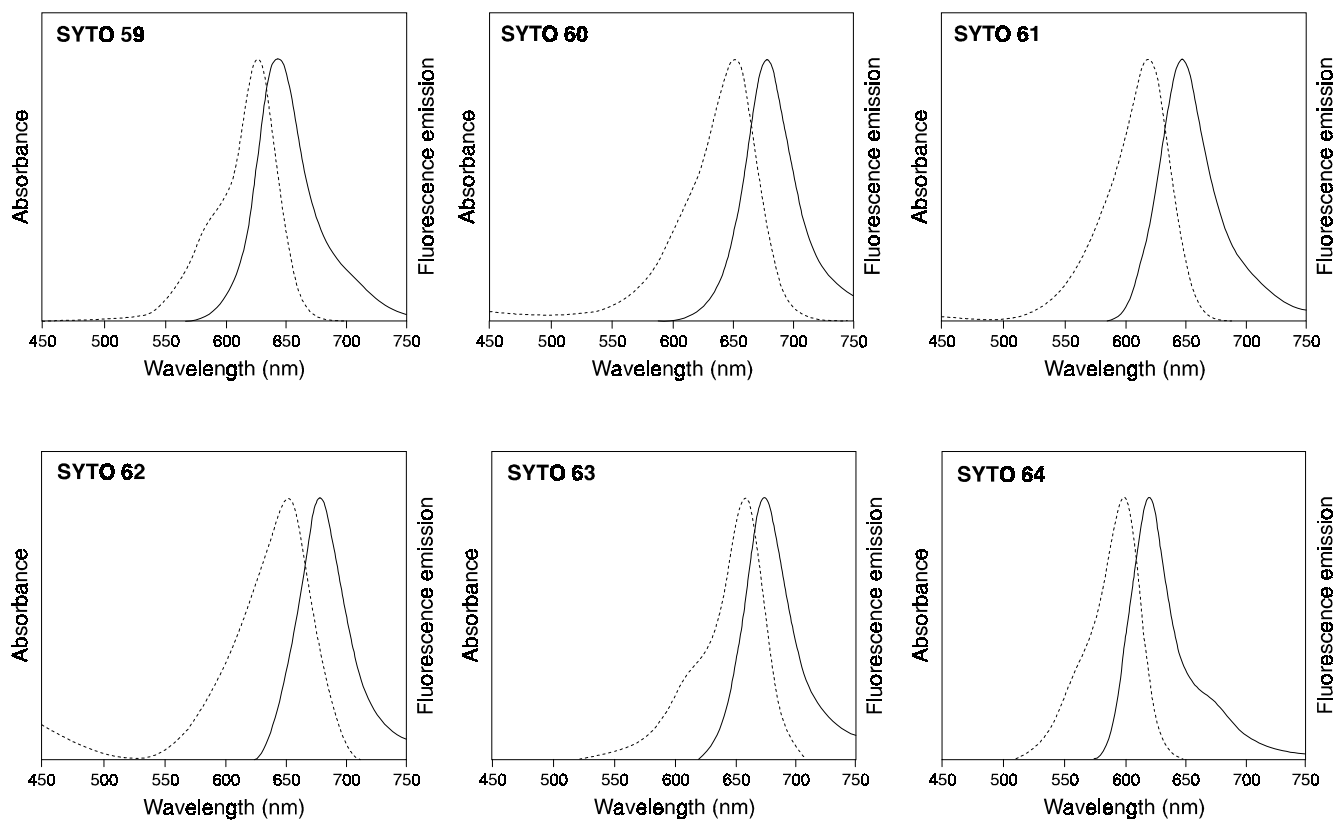 SYTO 59
Absorbance
Fluorescence emission
450 500 550 600 650 700 750
Wavelength (nm)
SYTO 60
Absorbance
Fluorescence emission
450 500 550 600 650 700 750
Wavelength (nm)
SYTO 61
Absorbance
Fluorescence emission
450 500 550 600 650 700 750
Wavelength (nm)
SYTO 62
Absorbance
Fluorescence emission
450 500 550 600 650 700 750
Wavelength (nm)
SYTO 63
Absorbance
Fluorescence emission
450 500 550 600 650 700 750
Wavelength (nm)
SYTO 64
Absorbance
Fluorescence emission
450 500 550 600 650 700 750
Wavelength (nm)